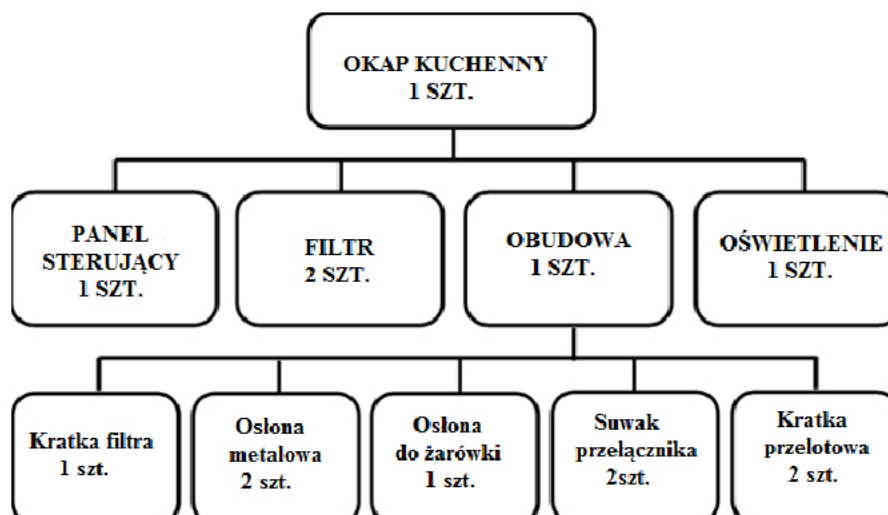 OKAP KUCHENNY
1 SZT.
PANEL
STERUJĄCY
1 SZT.
FILTR
2 SZT.
OBUDOWA
1 SZT.
OŚWIETLENIE
1 SZT.
Kratka filtra
1 szt.
Osłona
metalowa
2 szt.
Osłona
do żarówki
1 szt.
Suwak
przełącznika
2szt.
Kratka
przelotowa
2 szt.